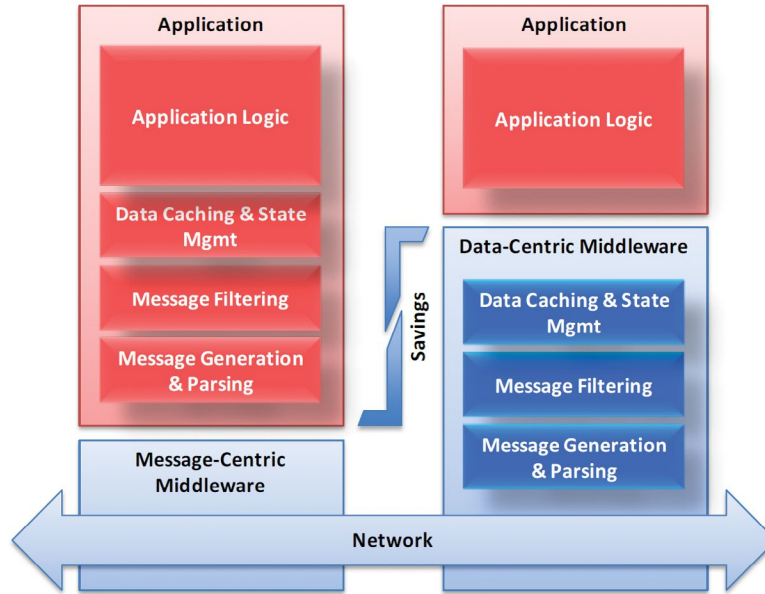 Application
Application Logic
Data Caching & State
Mgmt
Message Filtering
Message Generation
& Parsing
Message-Centric
Middleware
Savings
Application
Application Logic
Data-Centric Middleware
Data Caching & State
Mgmt
Message Filtering
Message Generation
& Parsing
Network